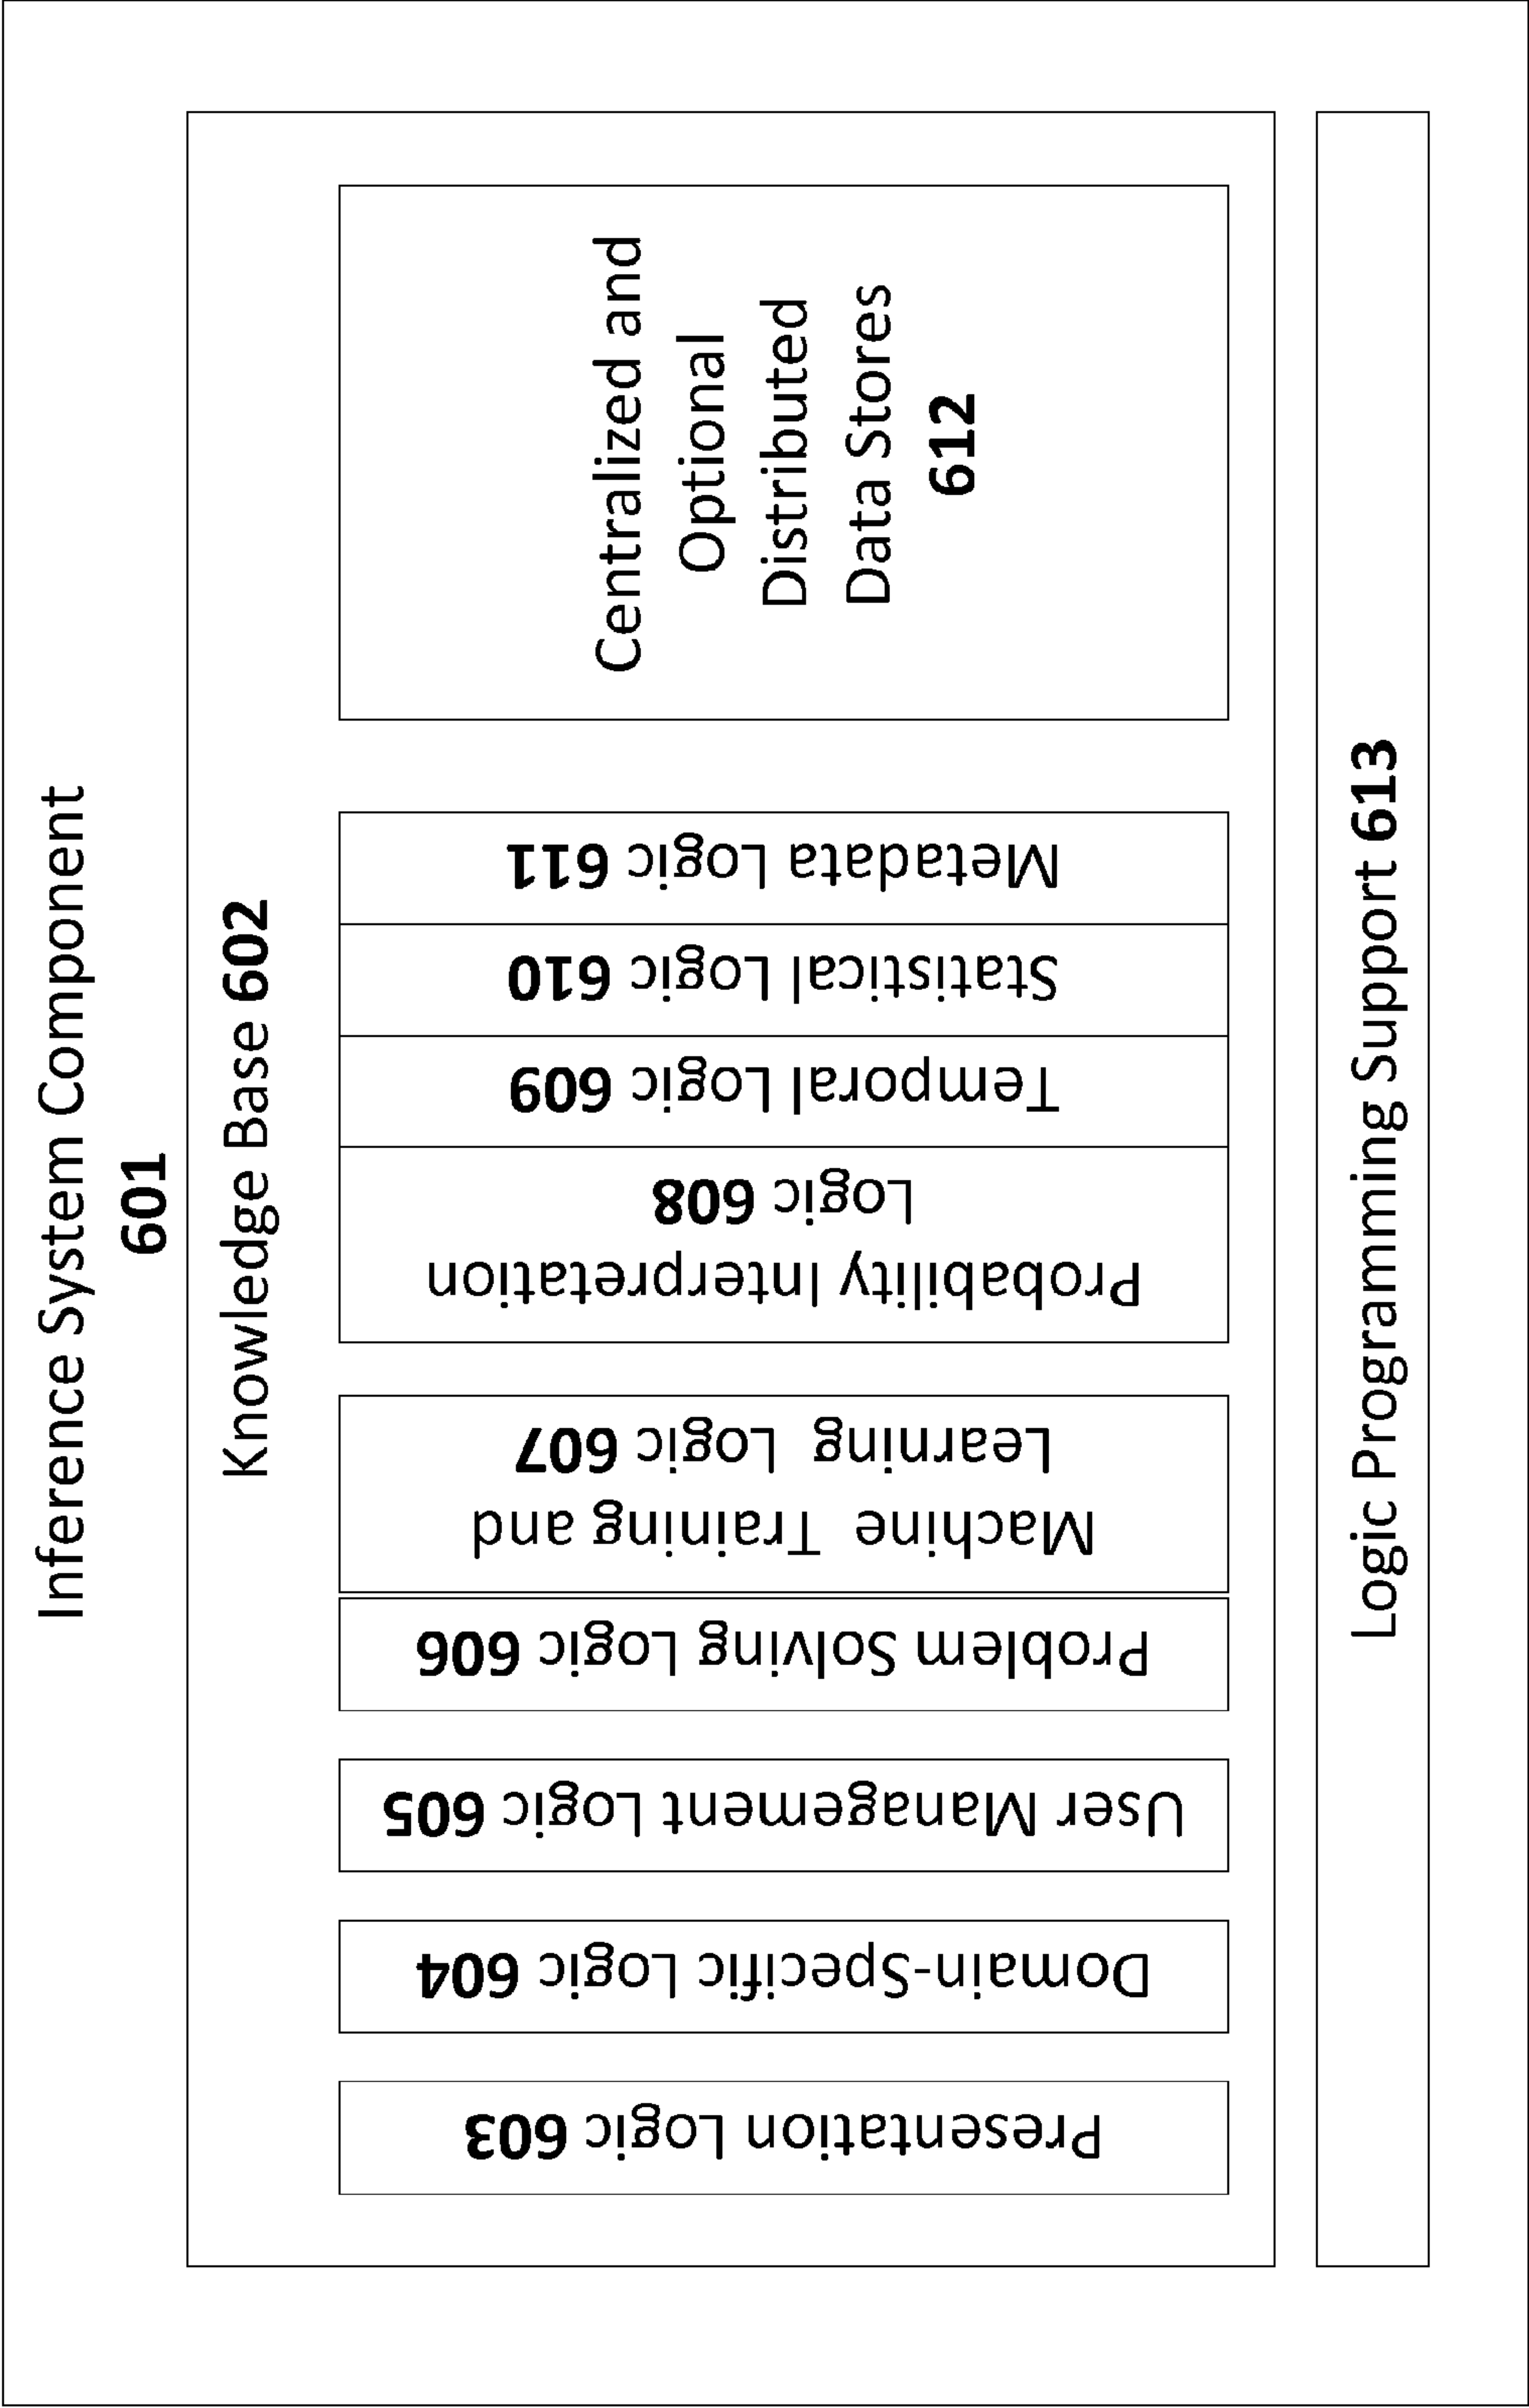 Inference System Component
601
Knowledge Base 602
Presentation Logic 603
Domain-Specific Logic 604
User Management Logic 605
Problem Solving Logic 606
Machine Training and
Learning Logic 607
Probability Interpretation
Logic 608
Temporal Logic 609
Statistical Logic 610
Metadata Logic 611
Centralized and
Optional
Distributed
Data Stores
612
Logic Programming Support 613